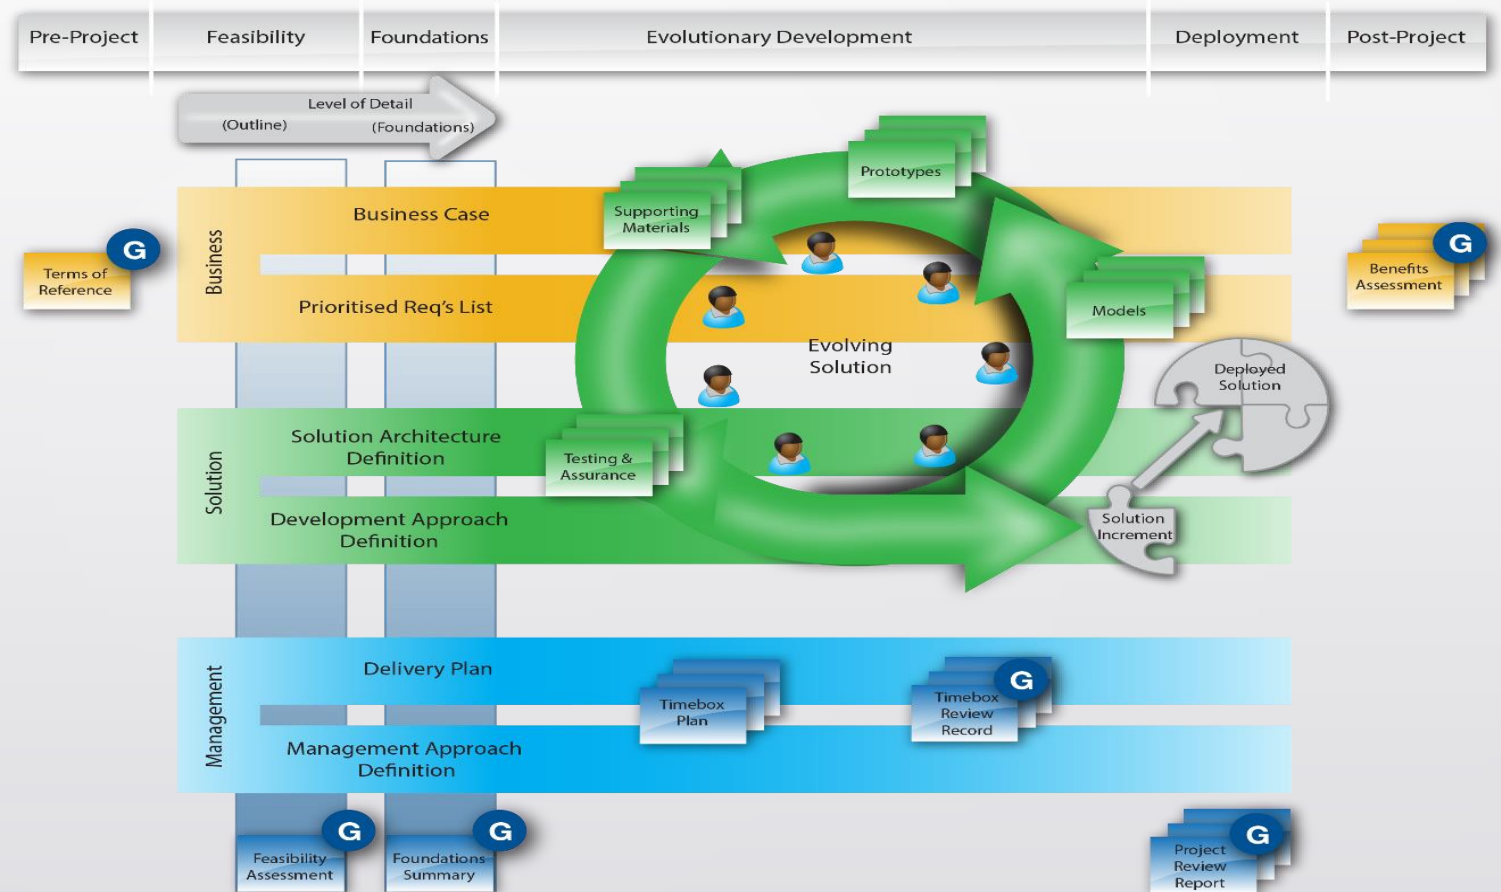 Pre-Project
Feasibility
Foundations
Evolutionary Development
Deployment
Post-Project
Level of Detail
(Outline)
(Foundations)
Business
Business Case
Prioritised Req's List
Terms of
Reference
G
Supporting
Materials
Prototypes
Models
Evolving
Solution
Benefits
Assessment
G
Deployed
Solution
Solution
Solution Architecture
Definition
Testing &
Assurance
Development Approach
Definition
Solution
Increment
Management
Delivery Plan
Timebox
Plan
Timebox
Review
Record
G
Management Approach
Definition
Feasibility
Assessment
G
Foundations
Summary
G
Project
Review
Report
G